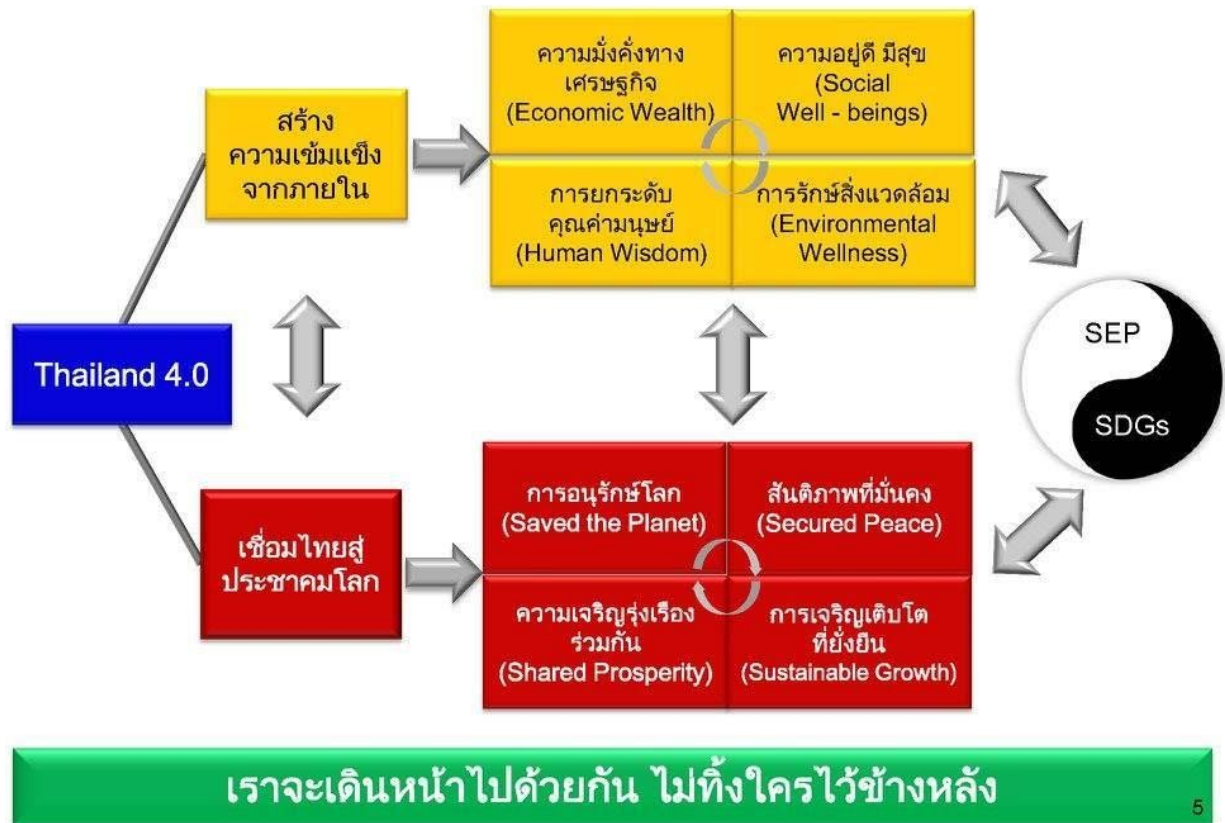 ความมั่งคั่งทาง
เศรษฐกิจ
(Economic Wealth)
ความอยู่ดี มีสุข
(Social
Well - beings)
สร้าง
ความเข้มแข็ง
จากภายใน
การยกระดับ
คุณค่ามนุษย์
(Human Wisdom)
การรักษ์สิ่งแวดล้อม
(Environmental
Wellness)
Thailand 4.0
SEP
SDGs
เชื่อมไทยสู่
ประชาคมโลก
การอนุรักษ์โลก
(Saved the Planet)
สันติภาพที่มั่นคง
(Secured Peace)
ความเจริญรุ่งเรือง
ร่วมกัน
(Shared Prosperity)
การเจริญเติบโต
ที่ยั่งยืน
(Sustainable Growth)
เราจะเดินหน้าไปด้วยกัน ไม่ทิ้งใครไว้ข้างหลัง
5